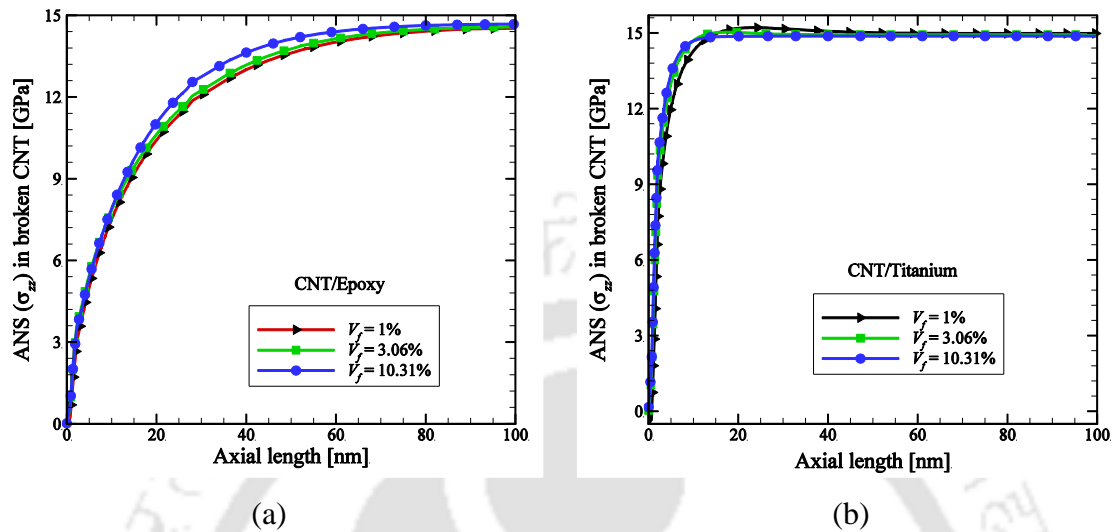 ANS (σzz) in broken CNT [GPa]
15
12
9
6
3
0
0
20
40
60
80
100
Axial length [nm]
CNT/Epoxy
Vf = 1%
Vf = 3.06%
Vf = 10.31%
(a)
ANS (σzz) in broken CNT [GPa]
15
12
9
6
3
0
0
20
40
60
80
100
Axial length [nm]
CNT/Titanium
Vf = 1%
Vf = 3.06%
Vf = 10.31%
(b)